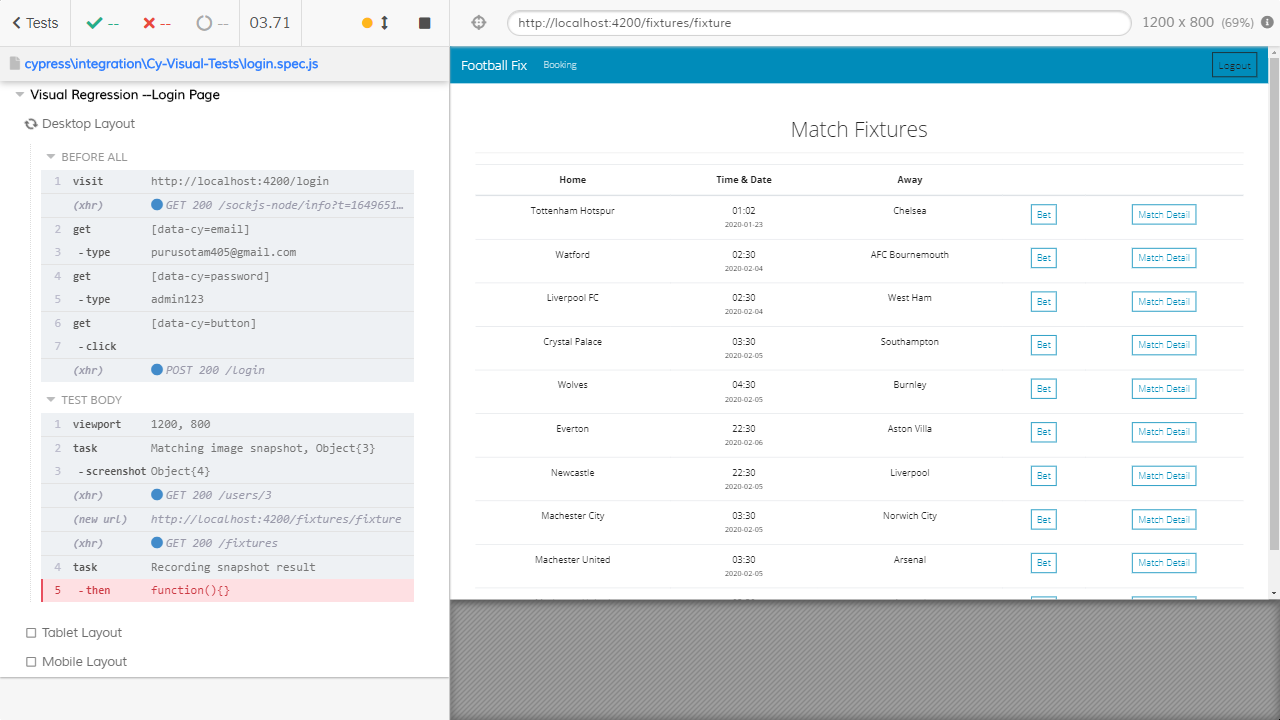 Tests -- -- -- 03.71
http://localhost:4200/fixtures/fixture 1200 x 800 (69%)
cypress\integration\Cy-Visual-Tests\login.spec.js
Visual Regression --Login Page
Desktop Layout
BEFORE ALL
1 visit http://localhost:4200/login
(xhr) GET 200 /sockjs-node/info?t=1649651...
2 get [data-cy=email]
3 -type purusotam405@gmail.com
4 get [data-cy=password]
5 -type admin123
6 get [data-cy=button]
7 -click
(xhr) POST 200 /login
TEST BODY
1 viewport 1200, 800
2 task Matching image snapshot, Object{3}
3 -screenshot Object{4}
(xhr) GET 200 /users/3
(new url) http://localhost:4200/fixtures/fixture
(xhr) GET 200 /fixtures
4 task Recording snapshot result
5 -then function(){}
Tablet Layout
Mobile Layout
Football Fix Booking Logout
Match Fixtures
Home Time & Date Away
Tottenham Hotspur 01:02 Chelsea Bet Match Detail
2020-01-23
Watford 02:30 AFC Bournemouth Bet Match Detail
2020-02-04
Liverpool FC 02:30 West Ham Bet Match Detail
2020-02-04
Crystal Palace 03:30 Southampton Bet Match Detail
2020-02-05
Wolves 04:30 Burnley Bet Match Detail
2020-02-05
Everton 22:30 Aston Villa Bet Match Detail
2020-02-06
Newcastle 22:30 Liverpool Bet Match Detail
2020-02-05
Machester City 03:30 Norwich City Bet Match Detail
2020-02-05
Machester United 03:30 Arsenal Bet Match Detail
2020-02-05